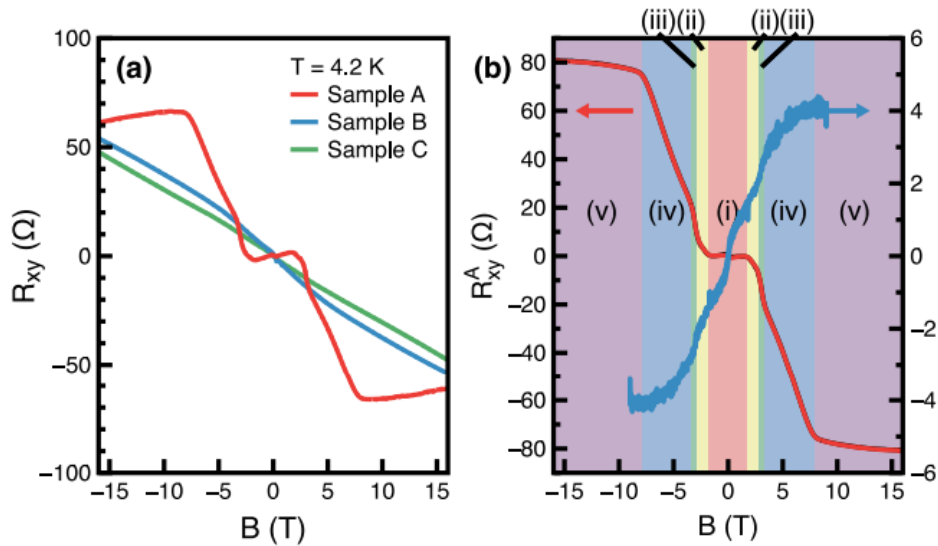 (a)
T = 4.2 K
Sample A
Sample B
Sample C
100
50
0
−50
−100
R_xy (Ω)
−15 −10 −5 0 5 10 15
B (T)
(iii)(ii) (ii)(iii)
(b)
(v) (iv) (i) (iv) (v)
80
60
40
20
0
−20
−40
−60
−80
R^A_xy (Ω)
6
4
2
0
−2
−4
−6
−15 −10 −5 0 5 10 15
B (T)